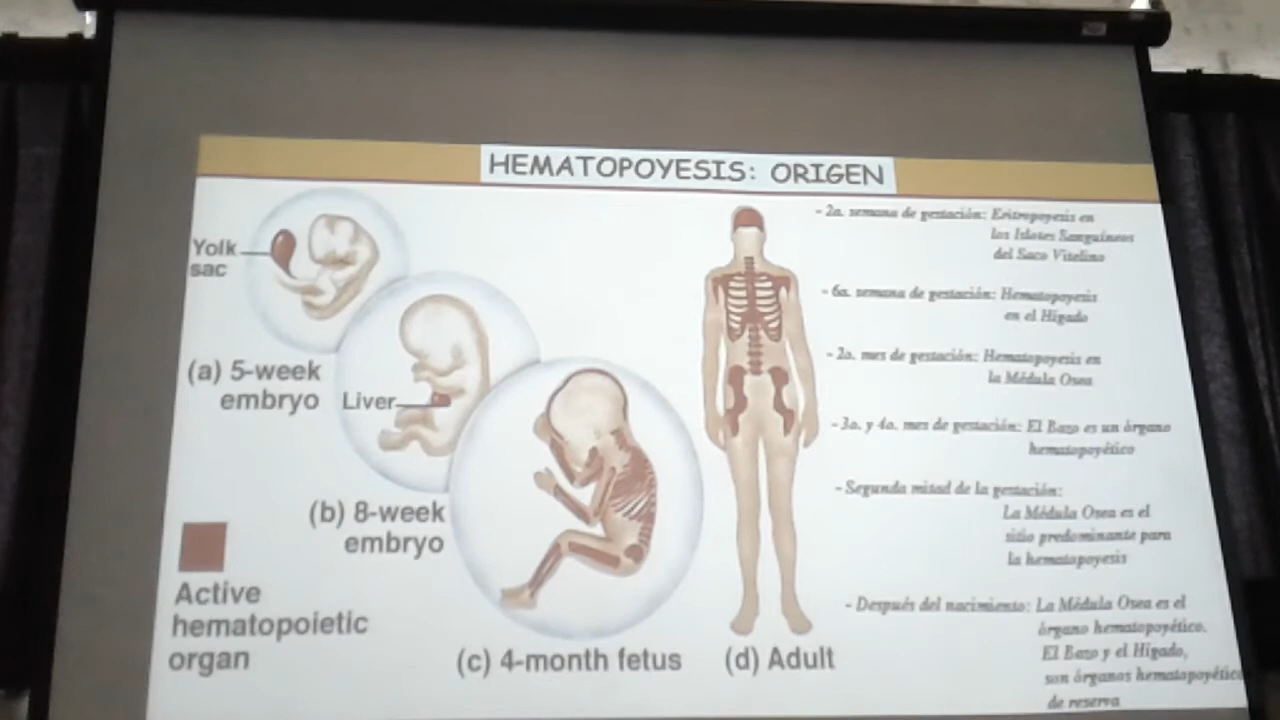 HEMATOPOYESIS: ORIGEN
Yolk
sac
(a) 5-week
embryo
Liver
(b) 8-week
embryo
Active
hematopoietic
organ
(c) 4-month fetus
(d) Adult
- 2a. semana de gestación: Eritropoyesis en
los Islotes Sanguíneos
del Saco Vitelino
- 6a. semana de gestación: Hematopoyesis
en el Hígado
- 2o. mes de gestación: Hematopoyesis en
la Médula Osea
- 3o. y 4o. mes de gestación: El Bazo es un órgano
hematopoyético
- Segunda mitad de la gestación:
La Médula Osea es el
sitio predominante para
la hematopoyesis
- Después del nacimiento: La Médula Osea es el
órgano hematopoyético.
El Bazo y el Hígado,
son órganos hematopoyético
de reserva